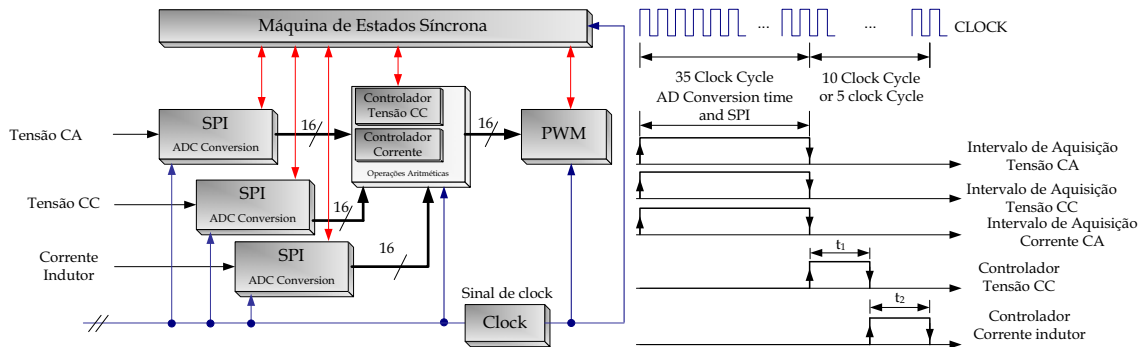 Máquina de Estados Síncrona
Tensão CA
SPI
ADC Conversion
16
Controlador
Tensão CC
Controlador
Corrente
Operações Aritméticas
16
PWM
Tensão CC
SPI
ADC Conversion
16
Corrente
Indutor
SPI
ADC Conversion
16
Sinal de clock
Clock
... ...
CLOCK
35 Clock Cycle
AD Conversion time
and SPI
10 Clock Cycle
or 5 clock Cycle
Intervalo de Aquisição
Tensão CA
Intervalo de Aquisição
Tensão CC
Intervalo de Aquisição
Corrente CA
t1
Controlador
Tensão CC
t2
Controlador
Corrente indutor